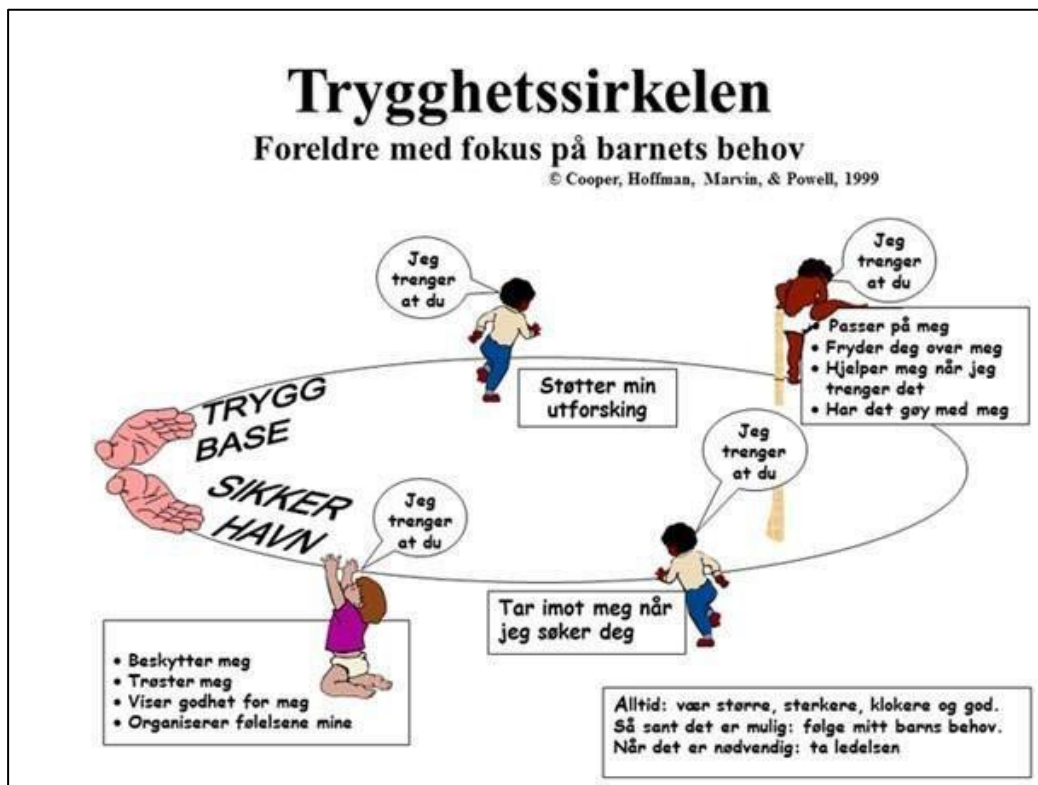 Trygghetssirkelen
Foreldre med fokus på barnets behov
© Cooper, Hoffman, Marvin, & Powell, 1999
Jeg
trenger
at du
Støtter min
utforsking
Jeg
trenger
at du
• Passer på meg
• Fryder deg over meg
• Hjelper meg når jeg
trenger det
• Har det gøy med meg
TRYGG
BASE
SIKKER
HAVN
Jeg
trenger
at du
Tar imot meg når
jeg søker deg
Jeg
trenger
at du
• Beskytter meg
• Trøster meg
• Viser godhet for meg
• Organiserer følelsene mine
Alltid: vær større, sterkere, klokere og god.
Så sant det er mulig: følge mitt barns behov.
Når det er nødvendig: ta ledelsen